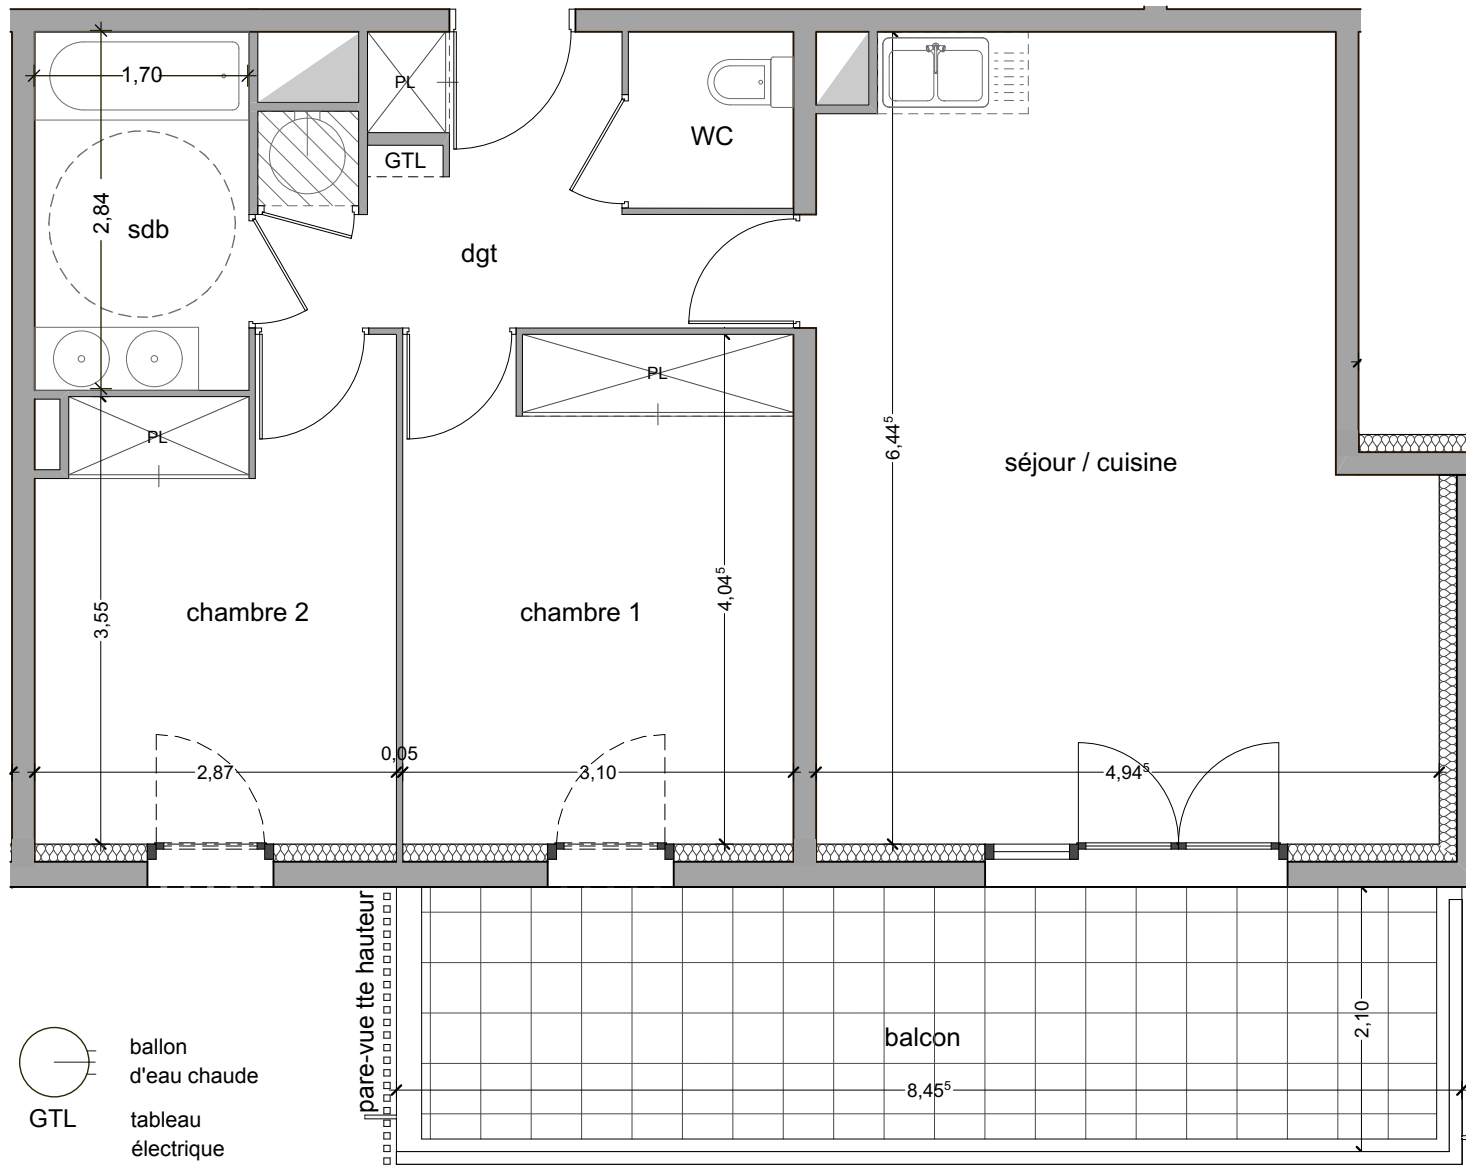 1,70
PL
GTL
WC
2,84
sdb
dgt
PL
PL
6,44⁵
séjour / cuisine
3,55
chambre 2
chambre 1
4,04⁵
0,05
2,87
3,10
4,94⁵
pare-vue tte hauteur
2,10
balcon
8,45⁵
ballon
d'eau chaude
GTL
tableau
électrique